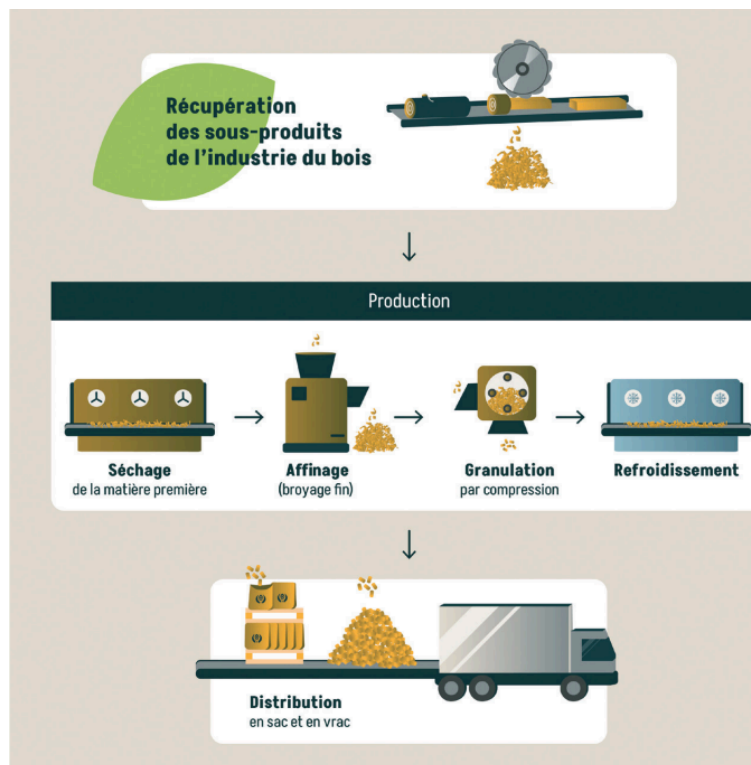 Récupération
des sous-produits
de l'industrie du bois
Production
Séchage
de la matière première
Affinage
(broyage fin)
Granulation
par compression
Refroidissement
Distribution
en sac et en vrac